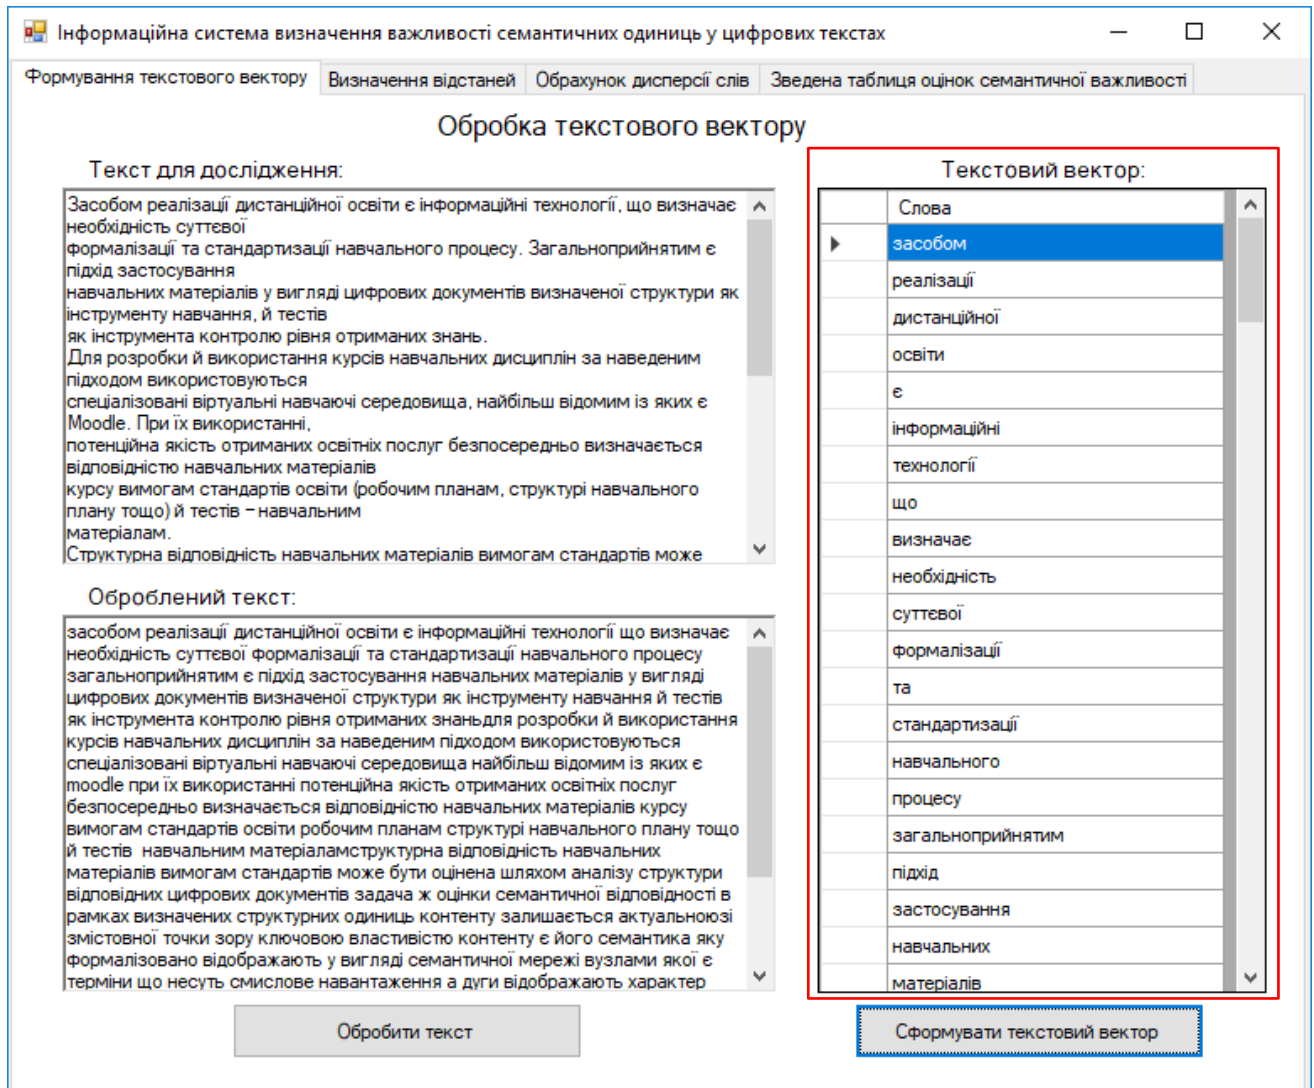 Інформаційна система визначення важливості семантичних одиниць у цифрових текстах
Формування текстового вектору
Визначення відстаней
Обрахунок дисперсії слів
Зведена таблиця оцінок семантичної важливості
Обробка текстового вектору
Текст для дослідження:
Засобом реалізації дистанційної освіти є інформаційні технології, що визначає
необхідність суттєвої
формалізації та стандартизації навчального процесу. Загальноприйнятим є
підхід застосування
навчальних матеріалів у вигляді цифрових документів визначеної структури як
інструменту навчання, й тестів
як інструмента контролю рівня отриманих знань.
Для розробки й використання курсів навчальних дисциплін за наведеним
підходом використовуються
спеціалізовані віртуальні навчаючі середовища, найбільш відомим із яких є
Moodle. При їх використанні,
потенційна якість отриманих освітніх послуг безпосередньо визначається
відповідністю навчальних матеріалів
курсу вимогам стандартів освіти (робочим планам, структурі навчального
плану тощо) й тестів – навчальним
матеріалам.
Структурна відповідність навчальних матеріалів вимогам стандартів може
Оброблений текст:
засобом реалізації дистанційної освіти є інформаційні технології що визначає
необхідність суттєвої формалізації та стандартизації навчального процесу
загальноприйнятим є підхід застосування навчальних матеріалів у вигляді
цифрових документів визначеної структури як інструменту навчання й тестів
як інструмента контролю рівня отриманих знаньдля розробки й використання
курсів навчальних дисциплін за наведеним підходом використовуються
спеціалізовані віртуальні навчаючі середовища найбільш відомим із яких є
moodle при їх використанні потенційна якість отриманих освітніх послуг
безпосередньо визначається відповідністю навчальних матеріалів курсу
вимогам стандартів освіти робочим планам структурі навчального плану тощо
й тестів  навчальним матеріаламструктурна відповідність навчальних
матеріалів вимогам стандартів може бути оцінена шляхом аналізу структури
відповідних цифрових документів задача ж оцінки семантичної відповідності в
рамках визначених структурних одиниць контенту залишається актуальноюзі
змістовної точки зору ключовою властивістю контенту є його семантика яку
формалізовано відображають у вигляді семантичної мережі вузлами якої є
терміни що несуть смислове навантаження а дуги відображають характер
Обробити текст
Текстовий вектор:
Слова
засобом
реалізації
дистанційної
освіти
є
інформаційні
технології
що
визначає
необхідність
суттєвої
формалізації
та
стандартизації
навчального
процесу
загальноприйнятим
підхід
застосування
навчальних
матеріалів
Сформувати текстовий вектор